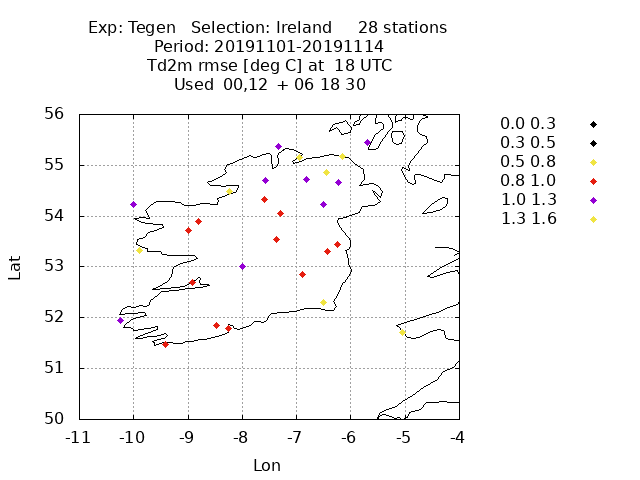 Exp: Tegen   Selection: Ireland     28 stations
Period: 20191101-20191114
Td2m rmse [deg C] at  18 UTC
Used  00,12  + 06 18 30
0.0 0.3
0.3 0.5
0.5 0.8
0.8 1.0
1.0 1.3
1.3 1.6
56
55
54
53
52
51
50
Lat
-11 -10 -9 -8 -7 -6 -5 -4
Lon